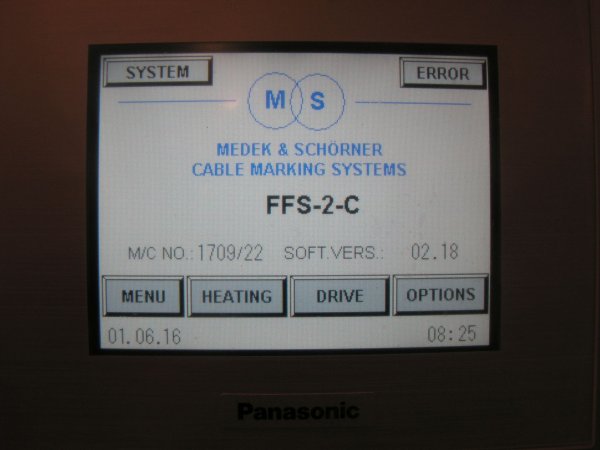 SYSTEM ERROR
M S
MEDEK & SCHÖRNER
CABLE MARKING SYSTEMS
FFS-2-C
M/C NO.: 1709/22 SOFT.VERS.: 02.18
MENU HEATING DRIVE OPTIONS
01.06.16 08:25
Panasonic